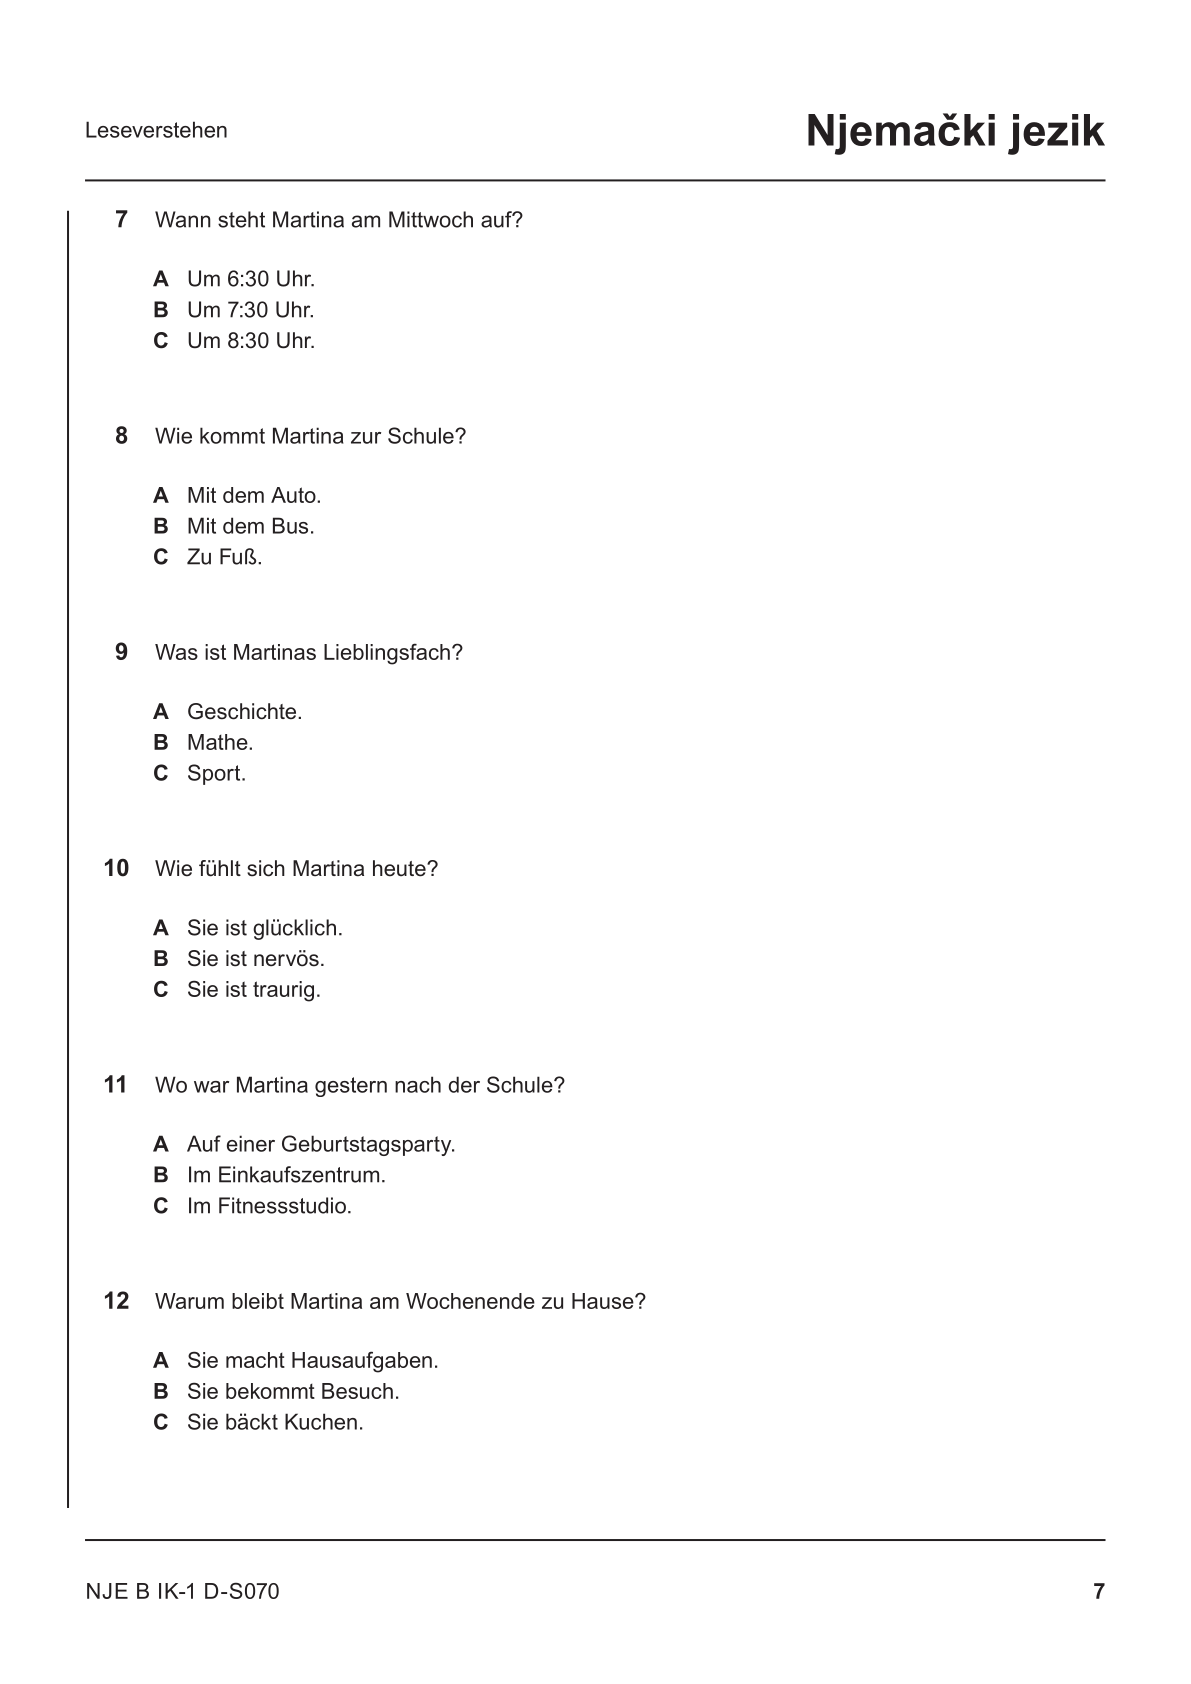 Leseverstehen
Njemački jezik
7 Wann steht Martina am Mittwoch auf?
A Um 6:30 Uhr.
B Um 7:30 Uhr.
C Um 8:30 Uhr.
8 Wie kommt Martina zur Schule?
A Mit dem Auto.
B Mit dem Bus.
C Zu Fuß.
9 Was ist Martinas Lieblingsfach?
A Geschichte.
B Mathe.
C Sport.
10 Wie fühlt sich Martina heute?
A Sie ist glücklich.
B Sie ist nervös.
C Sie ist traurig.
11 Wo war Martina gestern nach der Schule?
A Auf einer Geburtstagsparty.
B Im Einkaufszentrum.
C Im Fitnessstudio.
12 Warum bleibt Martina am Wochenende zu Hause?
A Sie macht Hausaufgaben.
B Sie bekommt Besuch.
C Sie bäckt Kuchen.
NJE B IK-1 D-S070
7